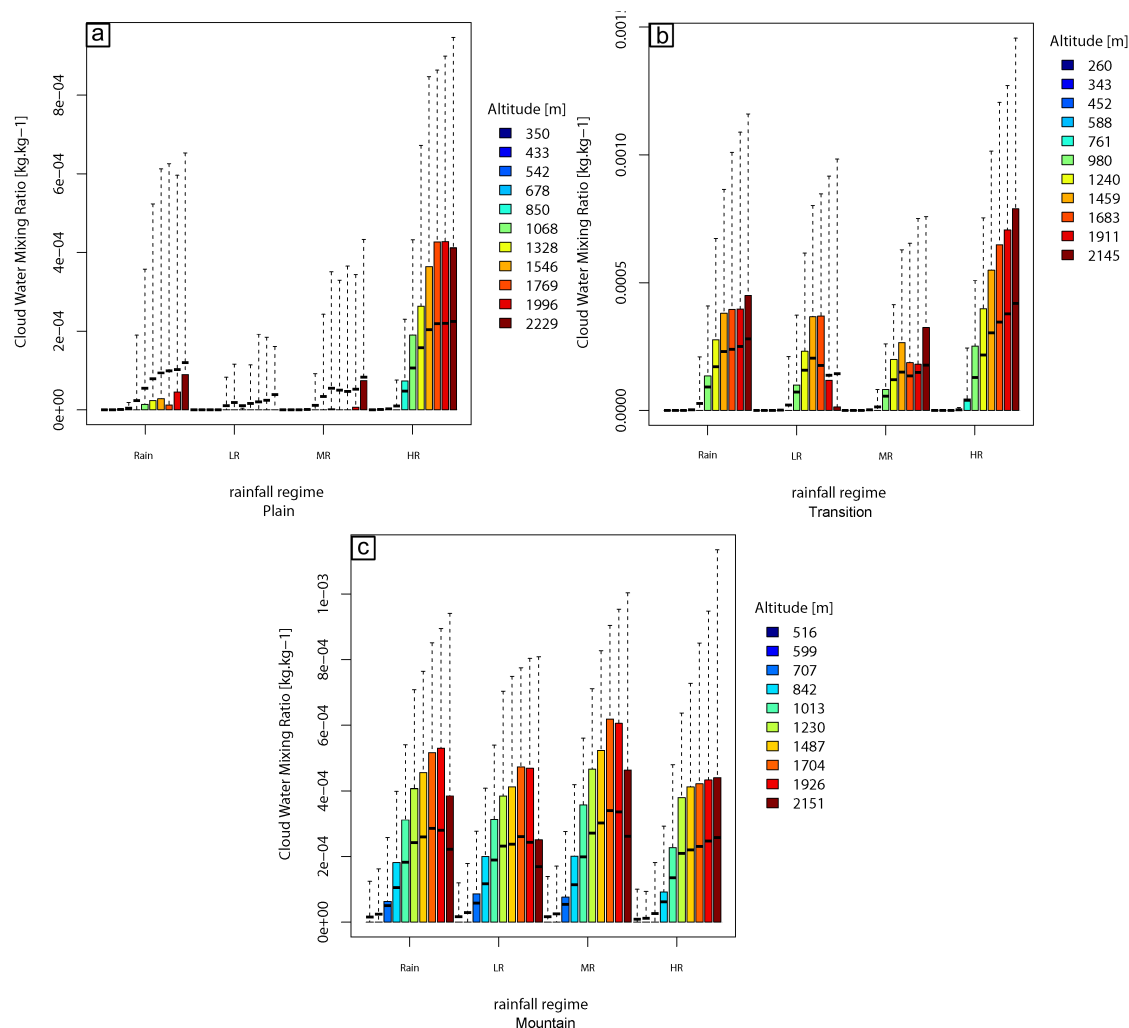 a
Cloud Water Mixing Ratio [kg.kg−1]
8e−04
6e−04
4e−04
2e−04
0e+00
Rain LR MR HR
rainfall regime
Plain
Altitude [m]
350
433
542
678
850
1068
1328
1546
1769
1996
2229
b
Cloud Water Mixing Ratio [kg.kg−1]
0.0010
0.0005
0.0000
Rain LR MR HR
rainfall regime
Transition
Altitude [m]
260
343
452
588
761
980
1240
1459
1683
1911
2145
c
Cloud Water Mixing Ratio [kg.kg−1]
1e−03
8e−04
6e−04
4e−04
2e−04
0e+00
Rain LR MR HR
rainfall regime
Mountain
Altitude [m]
516
599
707
842
1013
1230
1487
1704
1926
2151